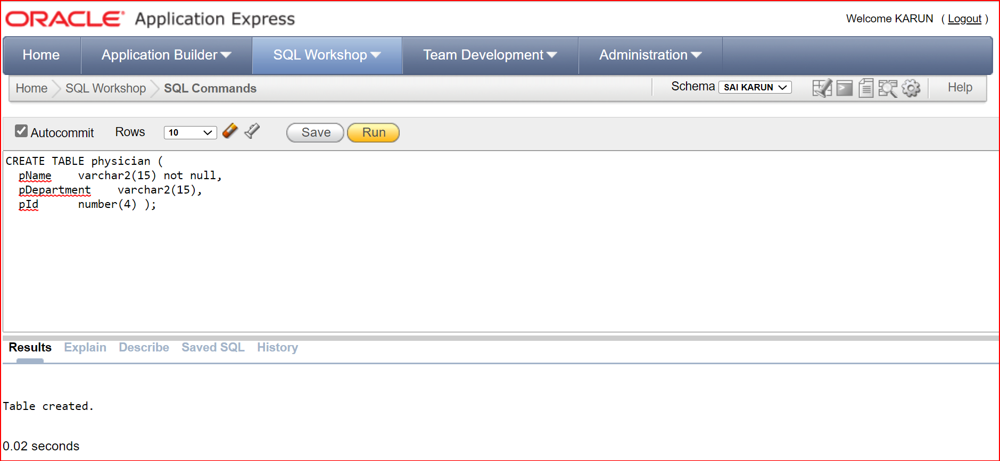 ORACLE Application Express
Welcome KARUN ( Logout )
Home Application Builder SQL Workshop Team Development Administration
Home SQL Workshop SQL Commands Schema SAI KARUN Help
Autocommit Rows 10 Save Run
CREATE TABLE physician (
pName varchar2(15) not null,
pDepartment varchar2(15),
pId number(4) );
Results Explain Describe Saved SQL History
Table created.
0.02 seconds